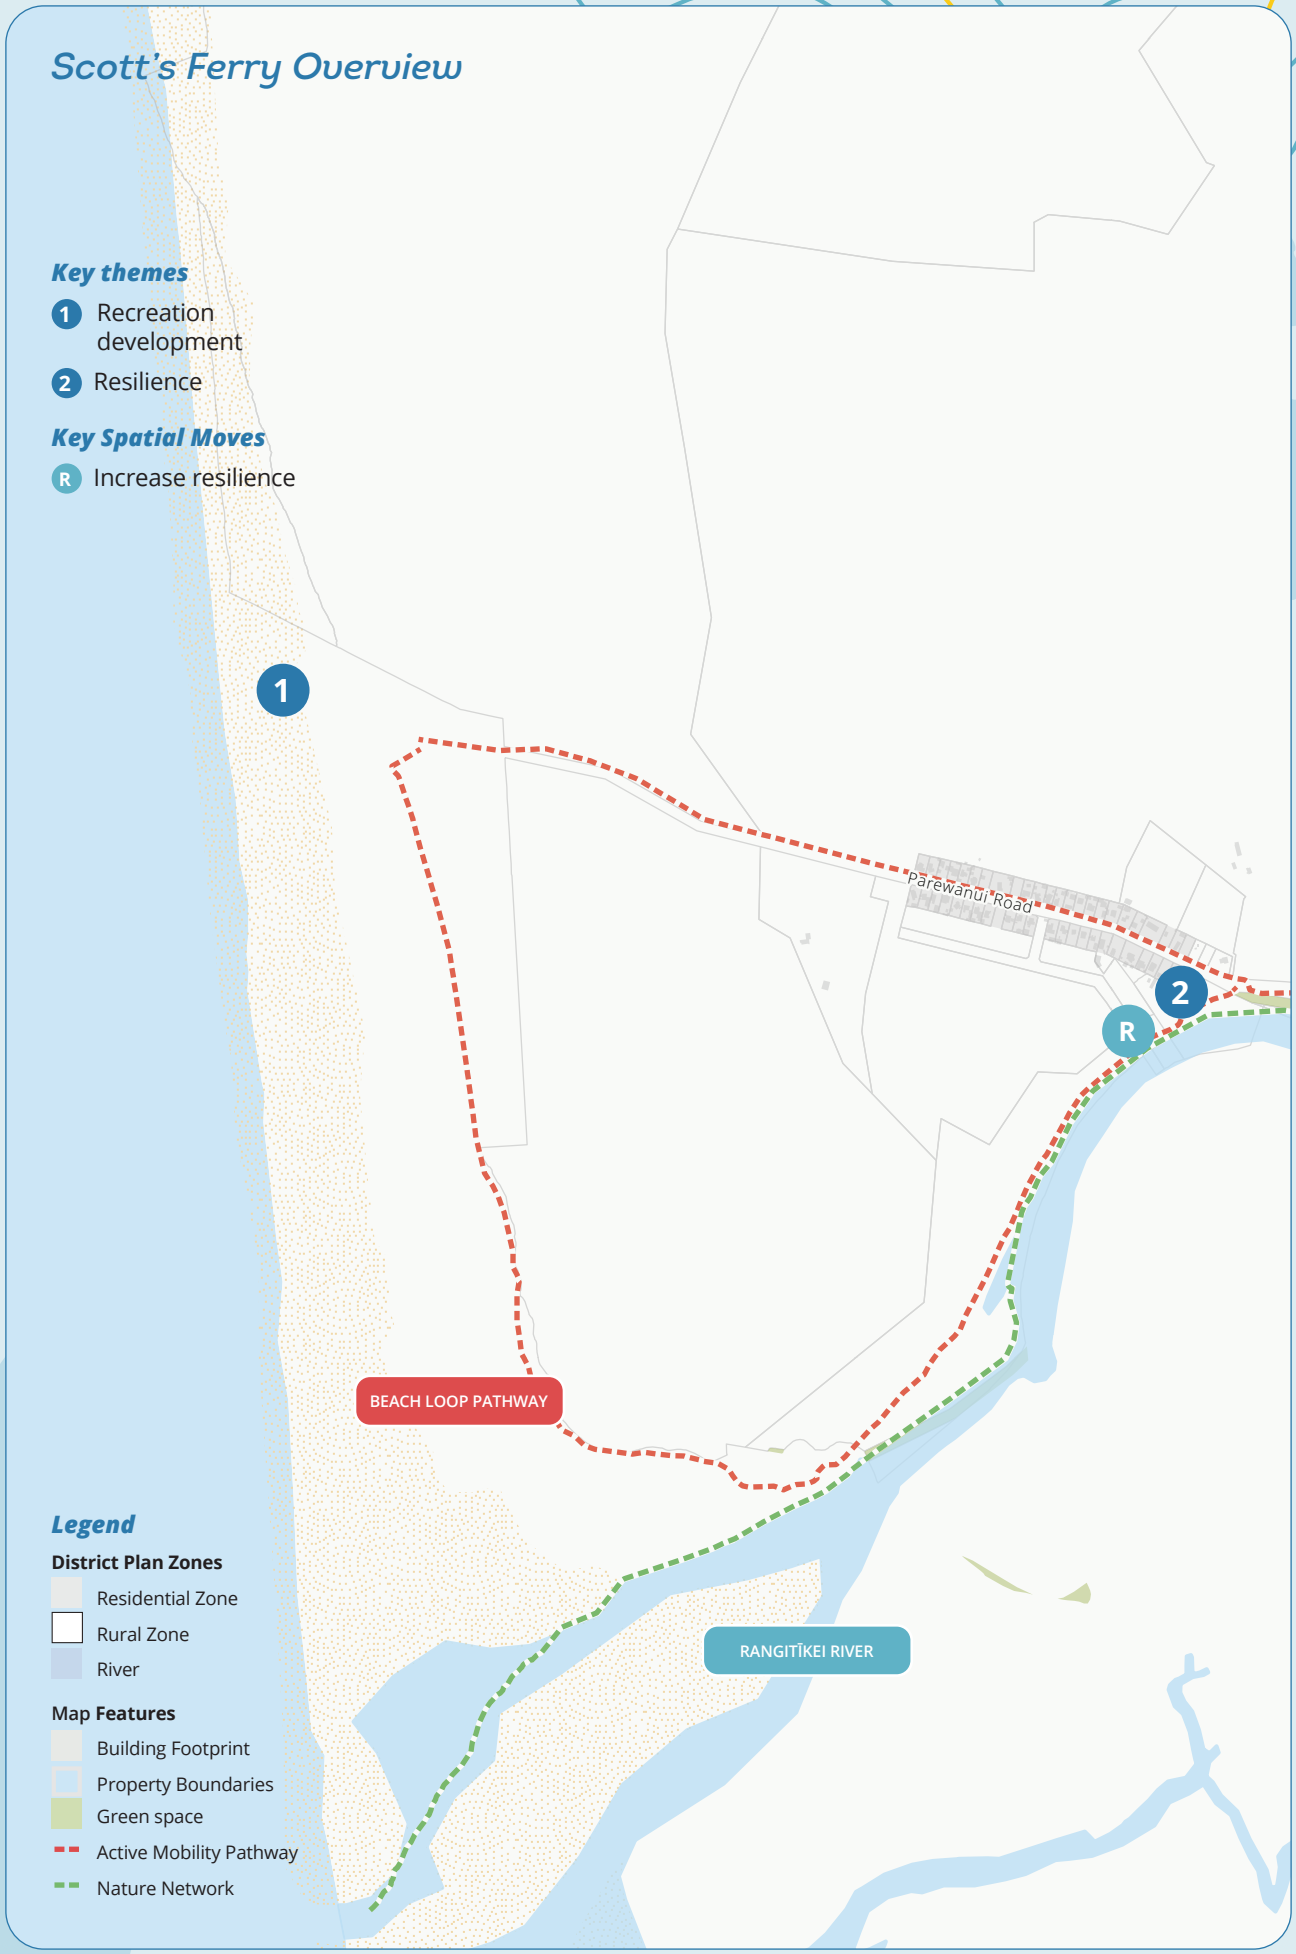 Scott's Ferry Overview
Key themes
1 Recreation
development
2 Resilience
Key Spatial Moves
R Increase resilience
1
Parewanui Road
2
R
BEACH LOOP PATHWAY
RANGITĪKEI RIVER
Legend
District Plan Zones
Residential Zone
Rural Zone
River
Map Features
Building Footprint
Property Boundaries
Green space
Active Mobility Pathway
Nature Network